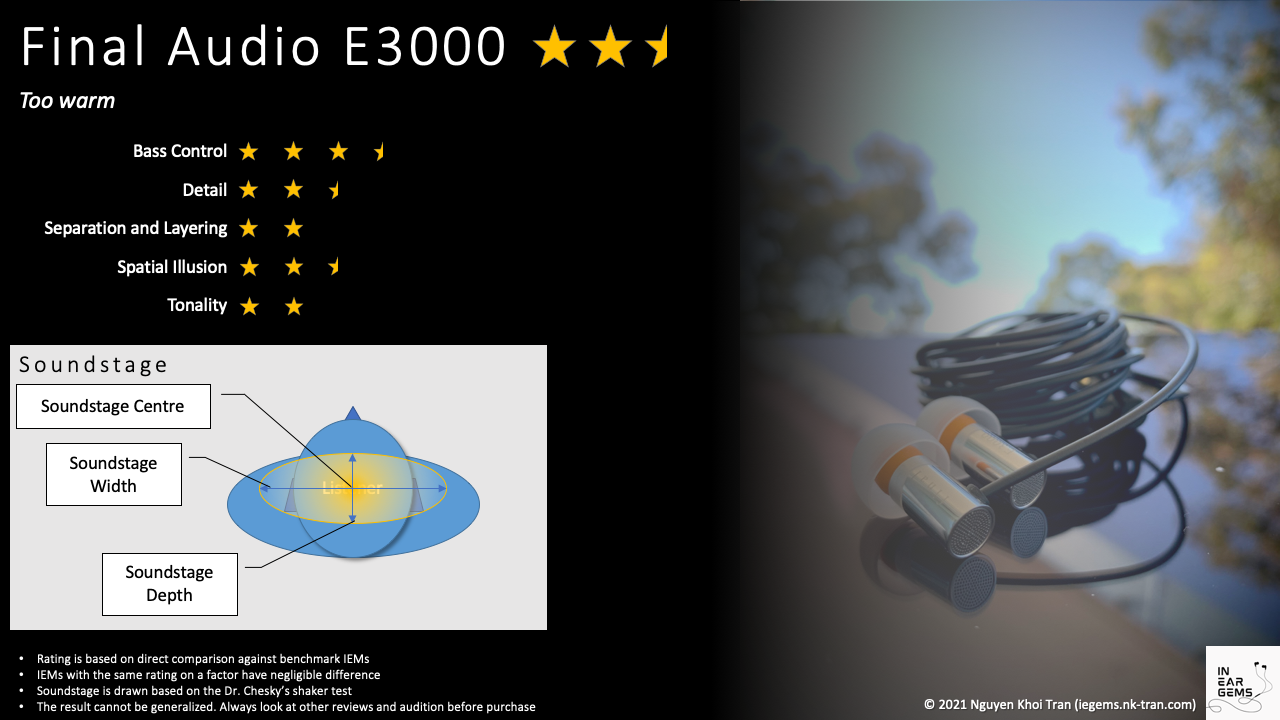 Final Audio E3000
Too warm
Bass Control
Detail
Separation and Layering
Spatial Illusion
Tonality
Soundstage
Soundstage Centre
Soundstage
Width
Listener
Soundstage
Depth
• Rating is based on direct comparison against benchmark IEMs
• IEMs with the same rating on a factor have negligible difference
• Soundstage is drawn based on the Dr. Chesky’s shaker test
• The result cannot be generalized. Always look at other reviews and audition before purchase
© 2021 Nguyen Khoi Tran (iegems.nk-tran.com)
IN
EAR
GEMS